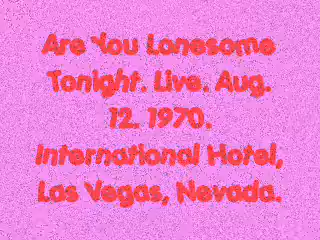 Are You Lonesome
Tonight. Live. Aug.
12. 1970.
International Hotel,
Las Vegas, Nevada.